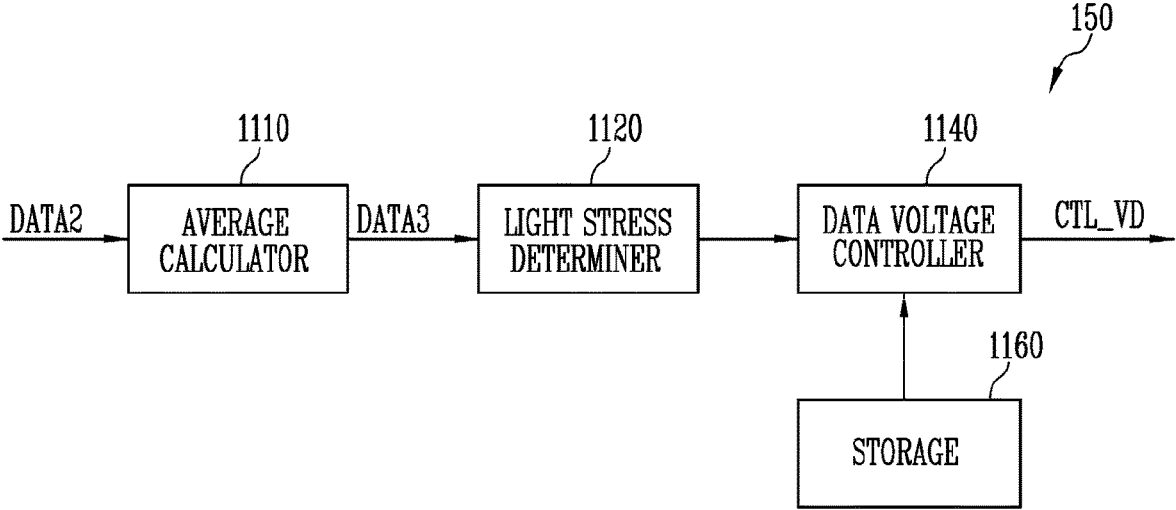 150
1110
1120
1140
DATA2
AVERAGE
CALCULATOR
DATA3
LIGHT STRESS
DETERMINER
DATA VOLTAGE
CONTROLLER
CTL_VD
1160
STORAGE